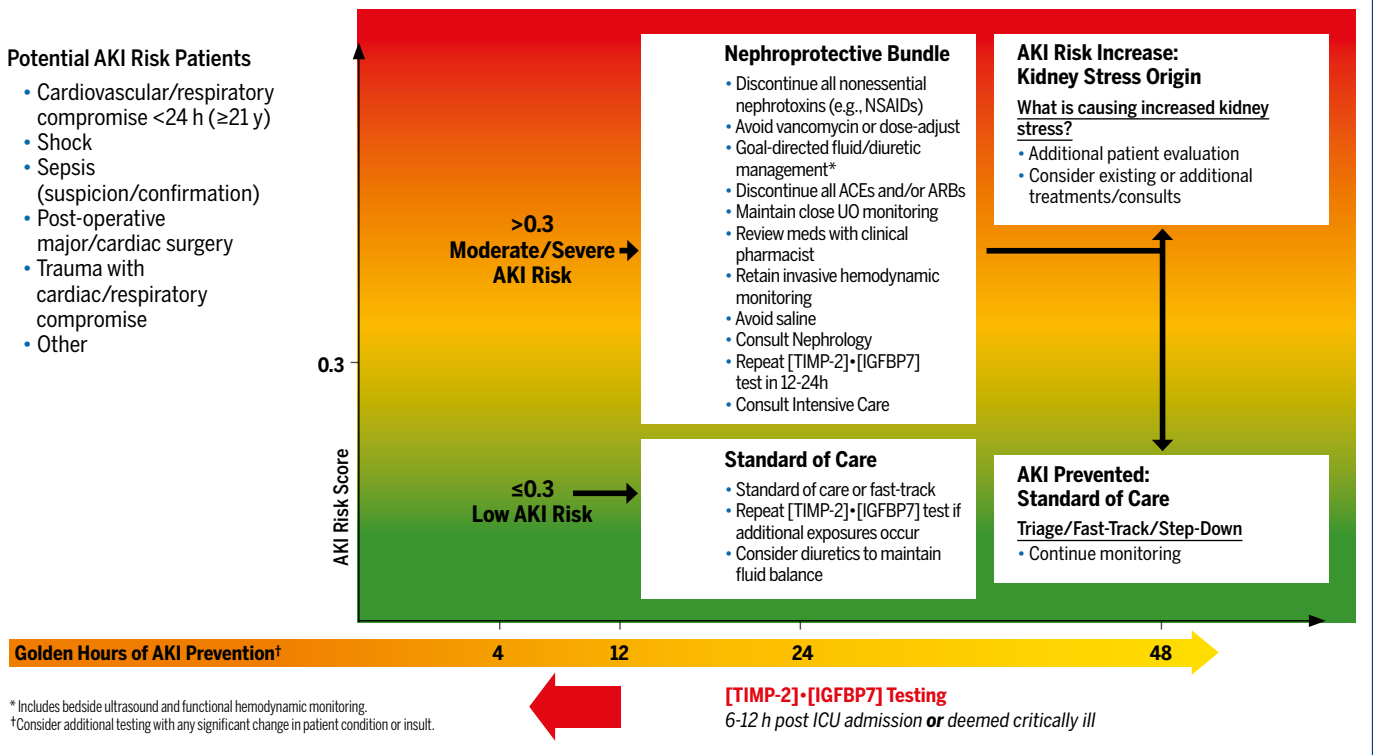 Potential AKI Risk Patients
• Cardiovascular/respiratory
compromise <24 h (≥21 y)
• Shock
• Sepsis
(suspicion/confirmation)
• Post-operative
major/cardiac surgery
• Trauma with
cardiac/respiratory
compromise
• Other
AKI Risk Score
0.3
>0.3
Moderate/Severe
AKI Risk
≤0.3
Low AKI Risk
Nephroprotective Bundle
• Discontinue all nonessential
nephrotoxins (e.g., NSAIDs)
• Avoid vancomycin or dose-adjust
• Goal-directed fluid/diuretic
management*
• Discontinue all ACEs and/or ARBs
• Maintain close UO monitoring
• Review meds with clinical
pharmacist
• Retain invasive hemodynamic
monitoring
• Avoid saline
• Consult Nephrology
• Repeat [TIMP-2]•[IGFBP7]
test in 12-24h
• Consult Intensive Care
Standard of Care
• Standard of care or fast-track
• Repeat [TIMP-2]•[IGFBP7] test if
additional exposures occur
• Consider diuretics to maintain
fluid balance
AKI Risk Increase:
Kidney Stress Origin
What is causing increased kidney
stress?
• Additional patient evaluation
• Consider existing or additional
treatments/consults
AKI Prevented:
Standard of Care
Triage/Fast-Track/Step-Down
• Continue monitoring
Golden Hours of AKI Prevention† 4 12 24 48
[TIMP-2]•[IGFBP7] Testing
6-12 h post ICU admission or deemed critically ill
* Includes bedside ultrasound and functional hemodynamic monitoring.
†Consider additional testing with any significant change in patient condition or insult.